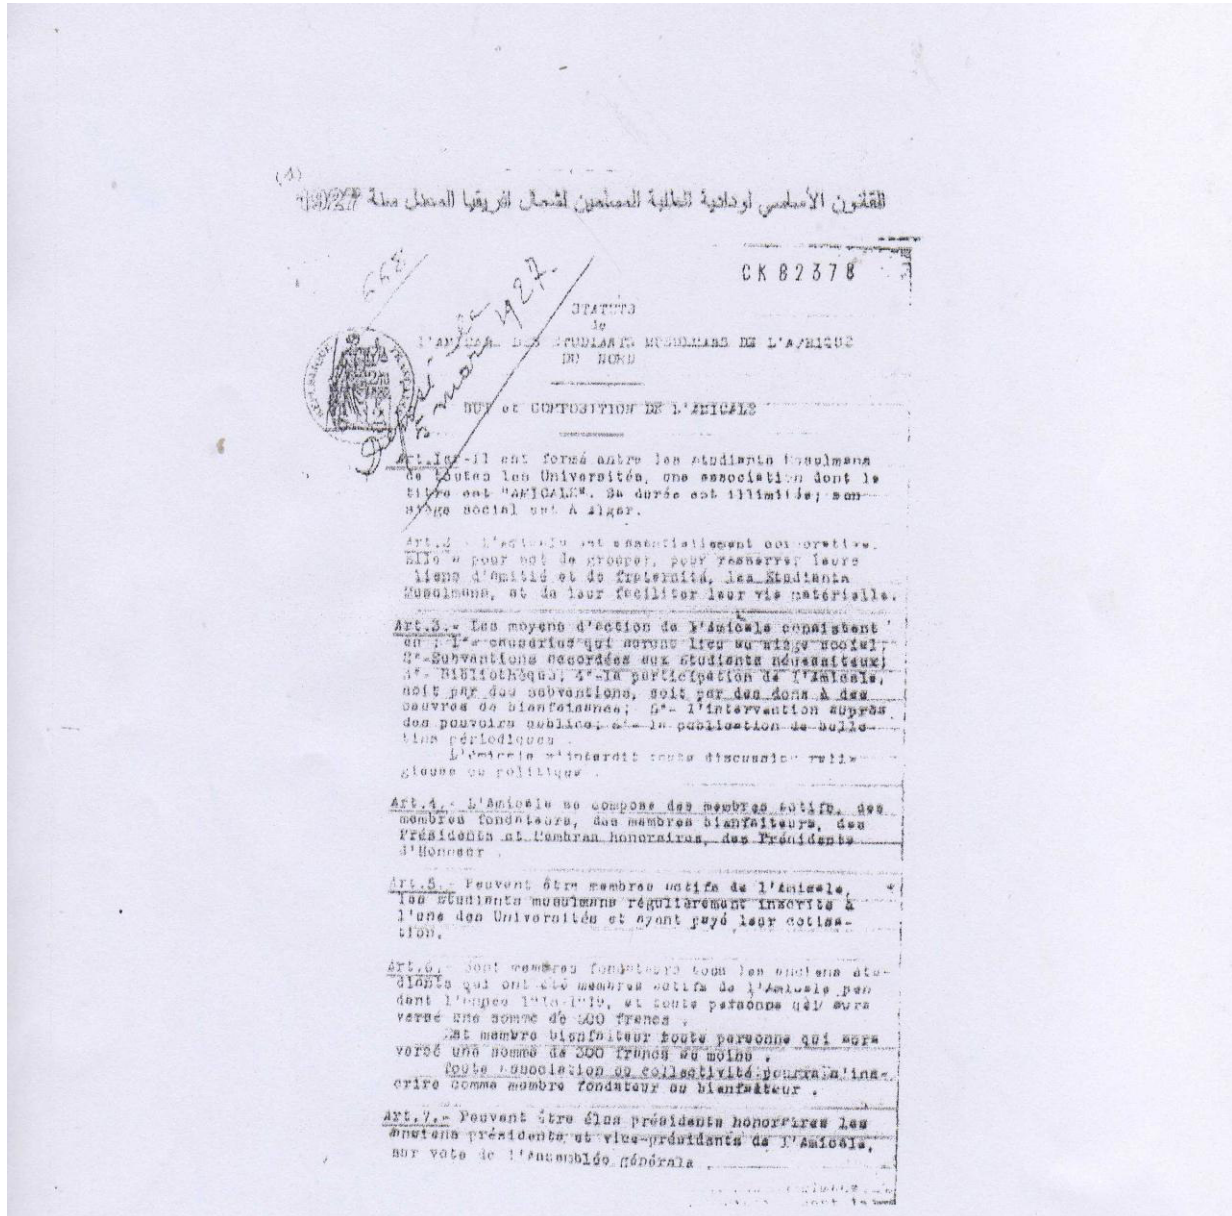 (1)
القانون الأساسي لودادية الطلبة المسلمين لشمال افريقيا المعدل سنة 1927
558
CK 82378
Déposé le
5 mars 1927.
STATUTS
de
L'AMICALE DES ETUDIANTS MUSULMANS DE L'AFRIQUE
DU NORD
REPUBLIQUE FRANÇAISE
BUT et COMPOSITION DE L'AMICALE
Art.1er-il est formé entre les étudiants Musulmans
de toutes les Universités, une association dont le
titre est "AMICALE". Sa durée est illimitée; son
siège social est à Alger.
Art.2 - L'Amicale est essentiellement corporative.
Elle a pour but de grouper, pour resserrer leurs
liens d'amitié et de fraternité, les Etudiants
Musulmans, et de leur faciliter leur vie matérielle.
Art.3.- Les moyens d'action de l'Amicale consistent
en : 1°- causeries qui auront lieu au siège social;
2°-Subventions accordées aux étudiants nécessiteux;
3°- Bibliothèque; 4°-la participation de l'Amicale,
soit par des subventions, soit par des dons à des
oeuvres de bienfaisance; 5°- l'intervention auprès
des pouvoirs publics; 6°- la publication de bulle-
tins périodiques .
L'Amicale s'interdit toute discussion reli-
gieuse ou politique .
Art.4.- L'Amicale se compose des membres actifs, des
membres fondateurs, des membres bienfaiteurs, des
Présidents et Membres honoraires, des Présidents
d'Honneur .
Art.5.- Peuvent être membres actifs de l'Amicale,
les étudiants musulmans régulièrement inscrits à
l'une des Universités et ayant payé leur cotisa-
tion.
Art.6.- Sont membres fondateurs tous les anciens étu-
diants qui ont été membres actifs de l'Amicale pen
dant l'année 1918-1919, et toute personne qui aura
versé une somme de francs .
Est membre bienfaiteur toute personne qui aura
versé une somme de 300 francs au moins .
Toute association ou collectivité pourra s'ins-
crire comme membre fondateur ou bienfaiteur .
Art.7.- Peuvent être élus présidents honoraires les
anciens présidents et vice-présidents de l'Amicale,
sur vote de l'Assemblée générale .